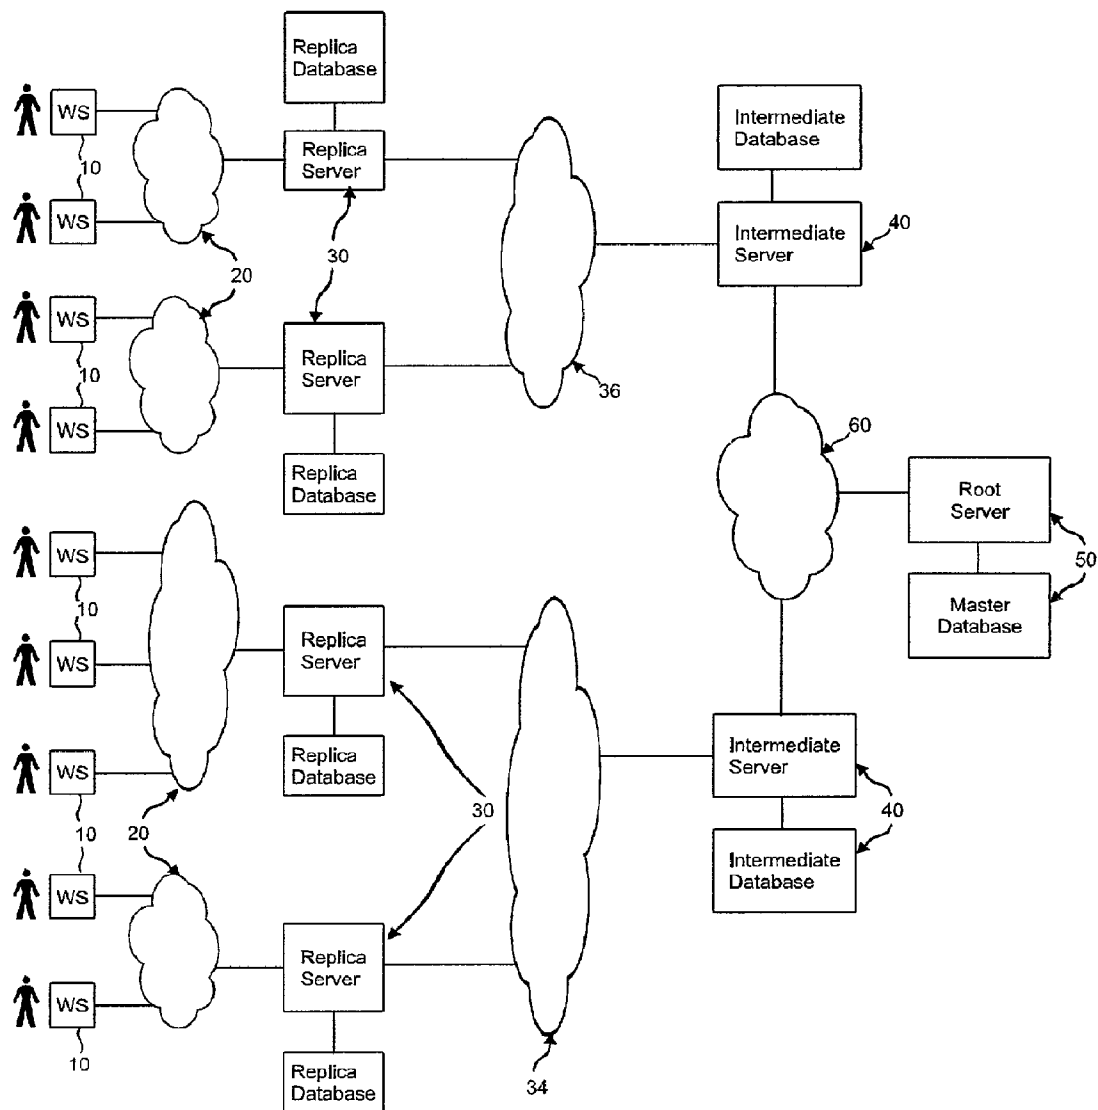 Replica
Database
WS
Replica
Server
10
WS
Intermediate
Database
Intermediate
Server
40
30
20
WS
10
WS
Replica
Server
36
Replica
Database
60
Root
Server
50
Master
Database
WS
10
WS
Replica
Server
Replica
Database
WS
10
20
WS
30
Intermediate
Server
40
Intermediate
Database
WS
10
Replica
Server
Replica
Database
34